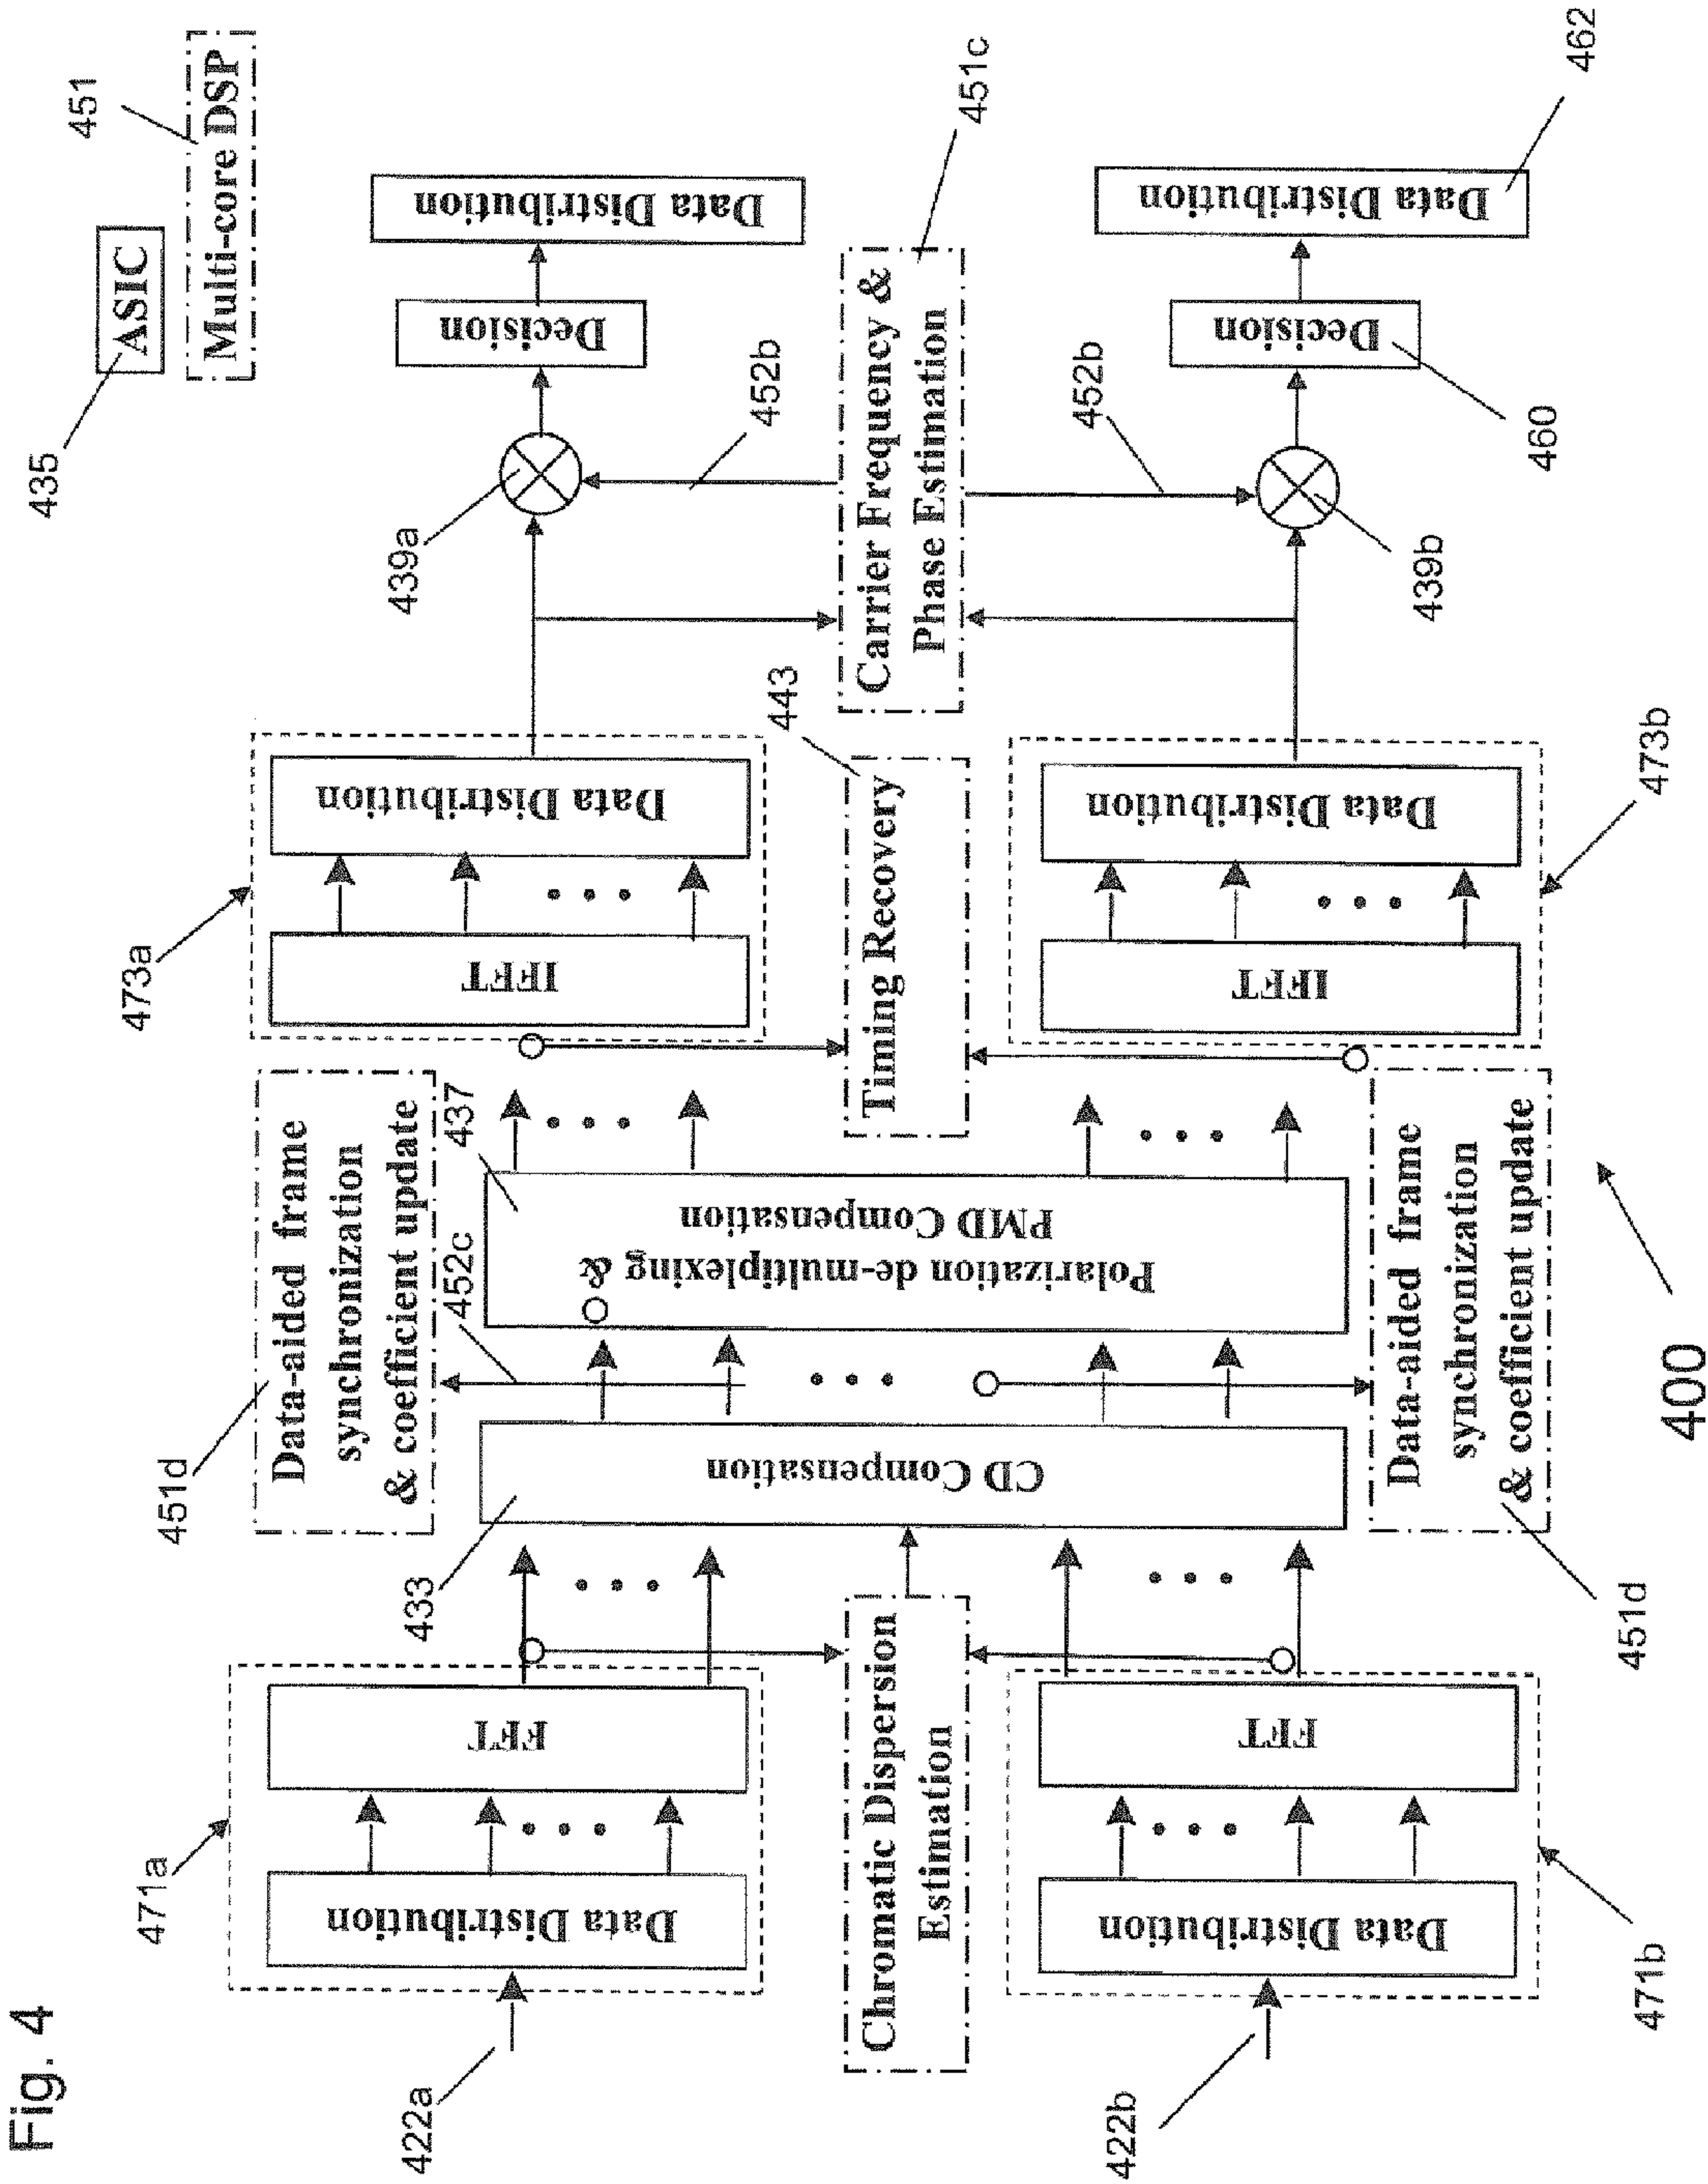 Fig. 4
435
ASIC
451
Multi-core DSP
422a
471a
Data Distribution
FFT
433
CD Compensation
451d
Data-aided frame
synchronization
& coefficient update
452c
437
Polarization de-multiplexing &
PMD Compensation
473a
IFFT
Data Distribution
439a
452b
Decision
Data Distribution
Chromatic Dispersion
Estimation
443
Timing Recovery
Carrier Frequency &
Phase Estimation
451c
422b
471b
Data Distribution
FFT
451d
Data-aided frame
synchronization
& coefficient update
IFFT
Data Distribution
473b
452b
439b
Decision
460
Data Distribution
462
400